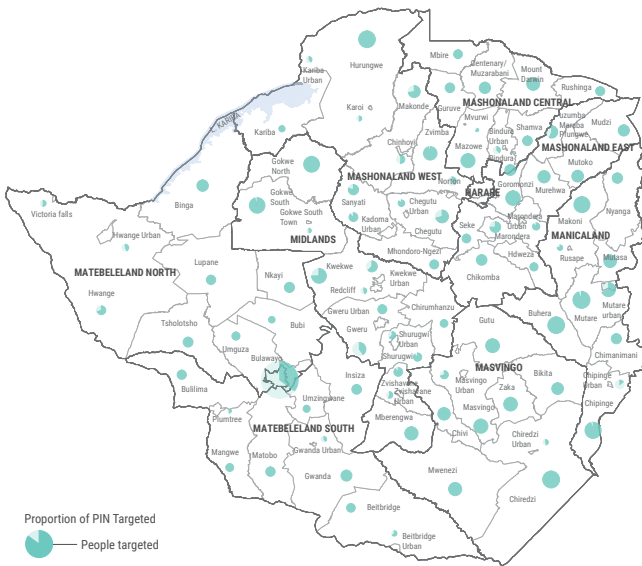 Mbire
Centenary/
Muzarabani
Mount
Darwin
Rushinga
Hurungwe
Kariba
Urban
Karoi
Makonde
Guruve
MASHONALAND CENTRAL
Mvurwi
Bindura
Urban
Shamva
Uzumba
Maramba
Pfungwe
Mudzi
L. KARIBA
Kariba
Chinhoyi
Zvimba
Mazowe
Bindura
MASHONALAND EAST
Mutoko
Gokwe
North
MASHONALAND WEST
Norton
HARARE
Goromonzi
Murehwa
Nyanga
Binga
Gokwe
South
Gokwe South
Town
Sanyati
Kadoma
Urban
Chegutu
Urban
Chegutu
Seke
Marondera
Urban
Marondera
Makoni
MANICALAND
Victoria falls
Hwange Urban
MIDLANDS
Mhondoro-Ngezi
Hdweza
Rusape
Mutasa
MATEBELELAND NORTH
Lupane
Nkayi
Kwekwe
Redcliff
Kwekwe
Urban
Chikomba
Hwange
Tsholotsho
Bubi
Gweru Urban
Chirumhanzu
Gutu
Buhera
Mutare
Mutare
urban
Umguza
Bulawayo
Gweru
Shurugwi
Urban
Shurugwi
MASVINGO
Chimanimani
Bulilima
Insiza
Zvishavane
Zvishavane
Urban
Masvingo
Urban
Zaka
Bikita
Chipinge
Urban
Chipinge
Plumtree
Umzingwane
Mberengwa
Masvingo
MATEBELELAND SOUTH
Chivi
Chiredzi
Urban
Mangwe
Matobo
Gwanda Urban
Gwanda
Mwenezi
Chiredzi
Beitbridge
Beitbridge
Urban
Proportion of PIN Targeted
People targeted